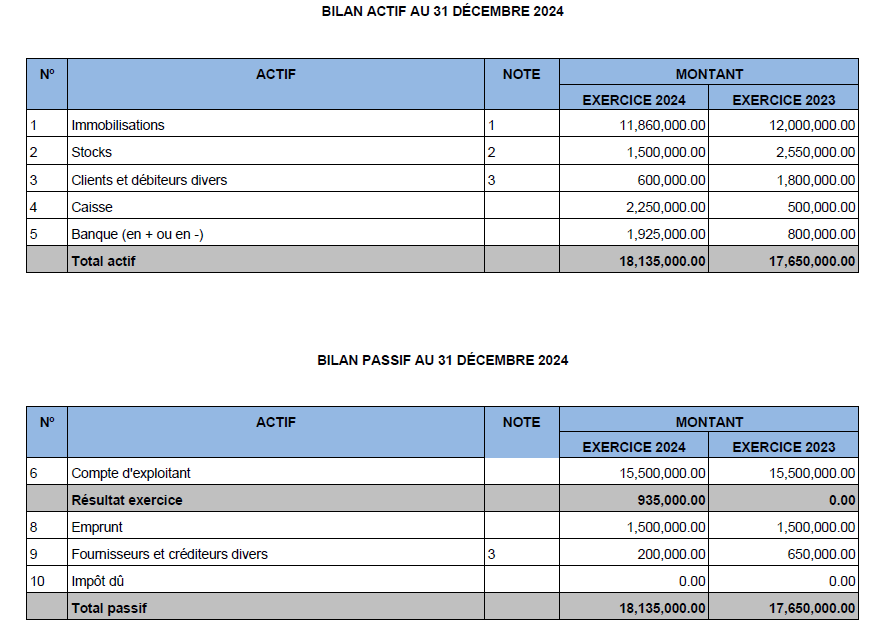 BILAN ACTIF AU 31 DÉCEMBRE 2024
Nº ACTIF NOTE MONTANT
EXERCICE 2024 EXERCICE 2023
1 Immobilisations 1 11,860,000.00 12,000,000.00
2 Stocks 2 1,500,000.00 2,550,000.00
3 Clients et débiteurs divers 3 600,000.00 1,800,000.00
4 Caisse 2,250,000.00 500,000.00
5 Banque (en + ou en -) 1,925,000.00 800,000.00
Total actif 18,135,000.00 17,650,000.00
BILAN PASSIF AU 31 DÉCEMBRE 2024
Nº ACTIF NOTE MONTANT
EXERCICE 2024 EXERCICE 2023
6 Compte d'exploitant 15,500,000.00 15,500,000.00
Résultat exercice 935,000.00 0.00
8 Emprunt 1,500,000.00 1,500,000.00
9 Fournisseurs et créditeurs divers 3 200,000.00 650,000.00
10 Impôt dû 0.00 0.00
Total passif 18,135,000.00 17,650,000.00